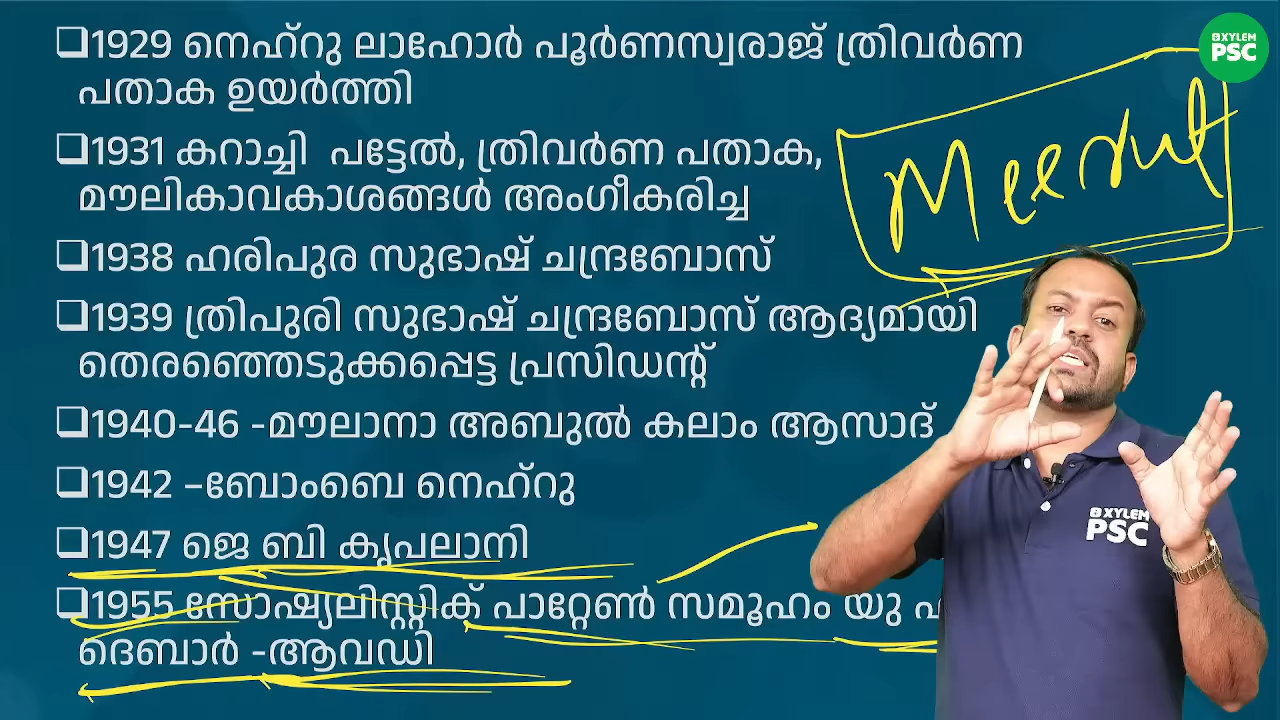 ❑1929 നെഹ്റു ലാഹോർ പൂർണസ്വരാജ് ത്രിവർണ
പതാക ഉയർത്തി
❑1931 കറാച്ചി പട്ടേൽ, ത്രിവർണ പതാക,
മൗലികാവകാശങ്ങൾ അംഗീകരിച്ച
❑1938 ഹരിപുര സുഭാഷ് ചന്ദ്രബോസ്
❑1939 ത്രിപുരി സുഭാഷ് ചന്ദ്രബോസ് ആദ്യമായി
തെരഞ്ഞെടുക്കപ്പെട്ട പ്രസിഡന്റ്
❑1940-46 -മൗലാനാ അബുൽ കലാം ആസാദ്
❑1942 –ബോംബെ നെഹ്റു
❑1947 ജെ ബി കൃപലാനി
❑1955 സോഷ്യലിസ്റ്റിക് പാറ്റേൺ സമൂഹം യു
ദെബാർ -ആവഡി
Meerut
XYLEM
PSC
XYLEM
PSC